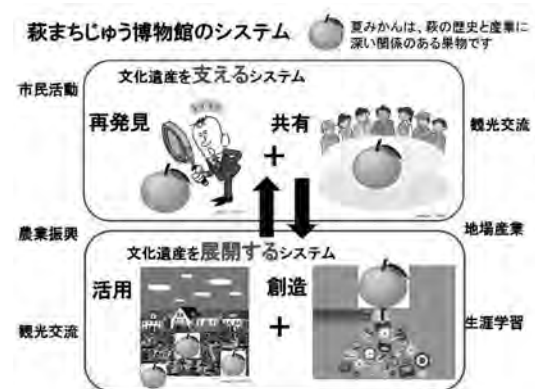 萩まちじゅう博物館のシステム
夏みかんは、萩の歴史と産業に
深い関係のある果物です
文化遺産を支えるシステム
市民活動
再発見
共有
観光交流
+
農業振興
地場産業
文化遺産を展開するシステム
活用
創造
+
観光交流
生涯学習